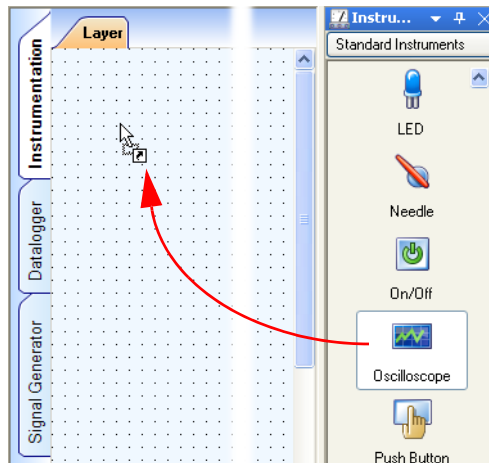 Layer
Instrumentation
Datalogger
Signal Generator
Instru...
Standard Instruments
LED
Needle
On/Off
Oscilloscope
Push Button